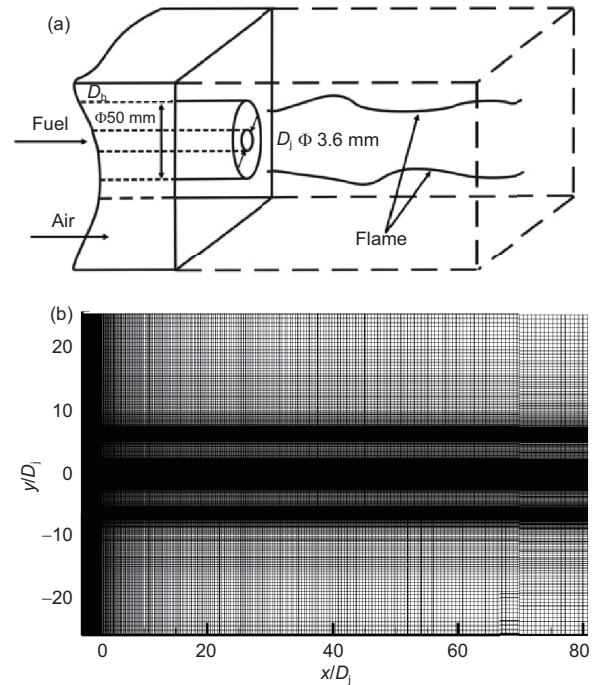 (a)
D_b
Φ50 mm
Fuel
D_j Φ 3.6 mm
Air
Flame
(b)
20
10
0
−10
−20
y/D_j
0 20 40 60 80
x/D_j